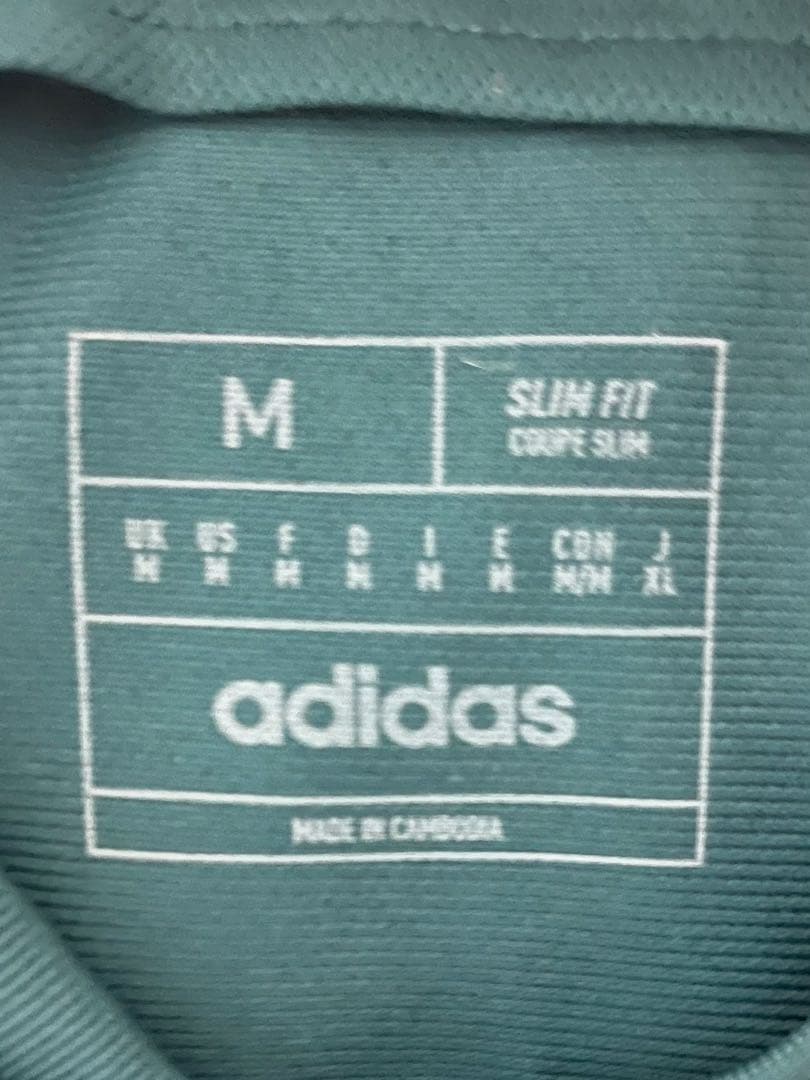 M
SLIM FIT
COUPE SLIM
UK US F D I E CDN J
M M M M M M M/M XL
adidas
MADE IN CAMBODIA